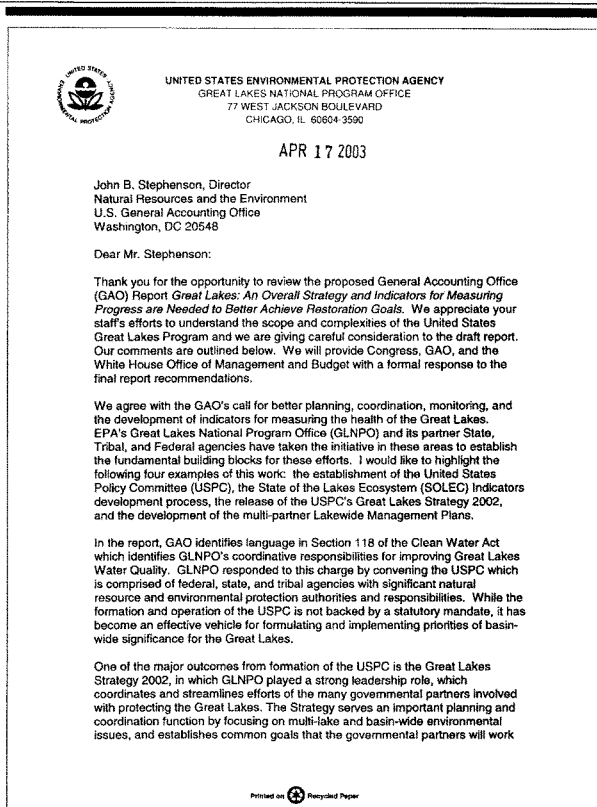 UNITED STATES ENVIRONMENTAL PROTECTION AGENCY
UNITED STATES ENVIRONMENTAL PROTECTION AGENCY
GREAT LAKES NATIONAL PROGRAM OFFICE
77 WEST JACKSON BOULEVARD
CHICAGO, IL 60604-3590
APR 17 2003
John B. Stephenson, Director
Natural Resources and the Environment
U.S. General Accounting Office
Washington, DC 20548
Dear Mr. Stephenson:
Thank you for the opportunity to review the proposed General Accounting Office
(GAO) Report Great Lakes: An Overall Strategy and Indicators for Measuring
Progress are Needed to Better Achieve Restoration Goals. We appreciate your
staff's efforts to understand the scope and complexities of the United States
Great Lakes Program and we are giving careful consideration to the draft report.
Our comments are outlined below. We will provide Congress, GAO, and the
White House Office of Management and Budget with a formal response to the
final report recommendations.
We agree with the GAO's call for better planning, coordination, monitoring, and
the development of indicators for measuring the health of the Great Lakes.
EPA's Great Lakes National Program Office (GLNPO) and its partner State,
Tribal, and Federal agencies have taken the initiative in these areas to establish
the fundamental building blocks for these efforts. I would like to highlight the
following four examples of this work: the establishment of the United States
Policy Committee (USPC), the State of the Lakes Ecosystem (SOLEC) Indicators
development process, the release of the USPC's Great Lakes Strategy 2002,
and the development of the multi-partner Lakewide Management Plans.
In the report, GAO identifies language in Section 118 of the Clean Water Act
which identifies GLNPO's coordinative responsibilities for improving Great Lakes
Water Quality. GLNPO responded to this charge by convening the USPC which
is comprised of federal, state, and tribal agencies with significant natural
resource and environmental protection authorities and responsibilities. While the
formation and operation of the USPC is not backed by a statutory mandate, it has
become an effective vehicle for formulating and implementing priorities of basin-
wide significance for the Great Lakes.
One of the major outcomes from formation of the USPC is the Great Lakes
Strategy 2002, in which GLNPO played a strong leadership role, which
coordinates and streamlines efforts of the many governmental partners involved
with protecting the Great Lakes. The Strategy serves an important planning and
coordination function by focusing on multi-lake and basin-wide environmental
issues, and establishes common goals that the governmental partners will work
Printed on Recycled Paper